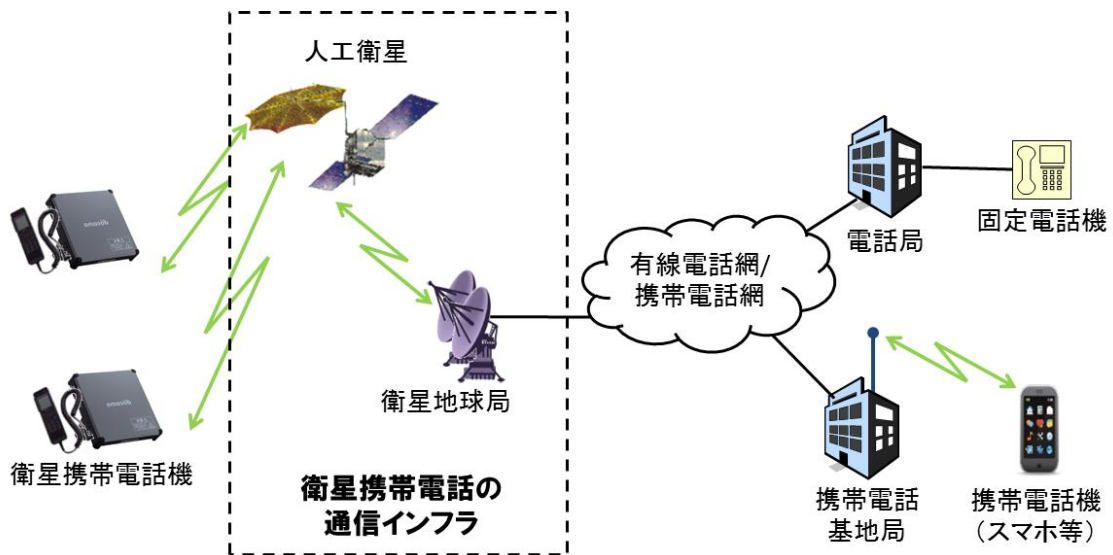 人工衛星
衛星携帯電話機
衛星地球局
衛星携帯電話の
通信インフラ
有線電話網/
携帯電話網
電話局
固定電話機
携帯電話
基地局
携帯電話機
（スマホ等）